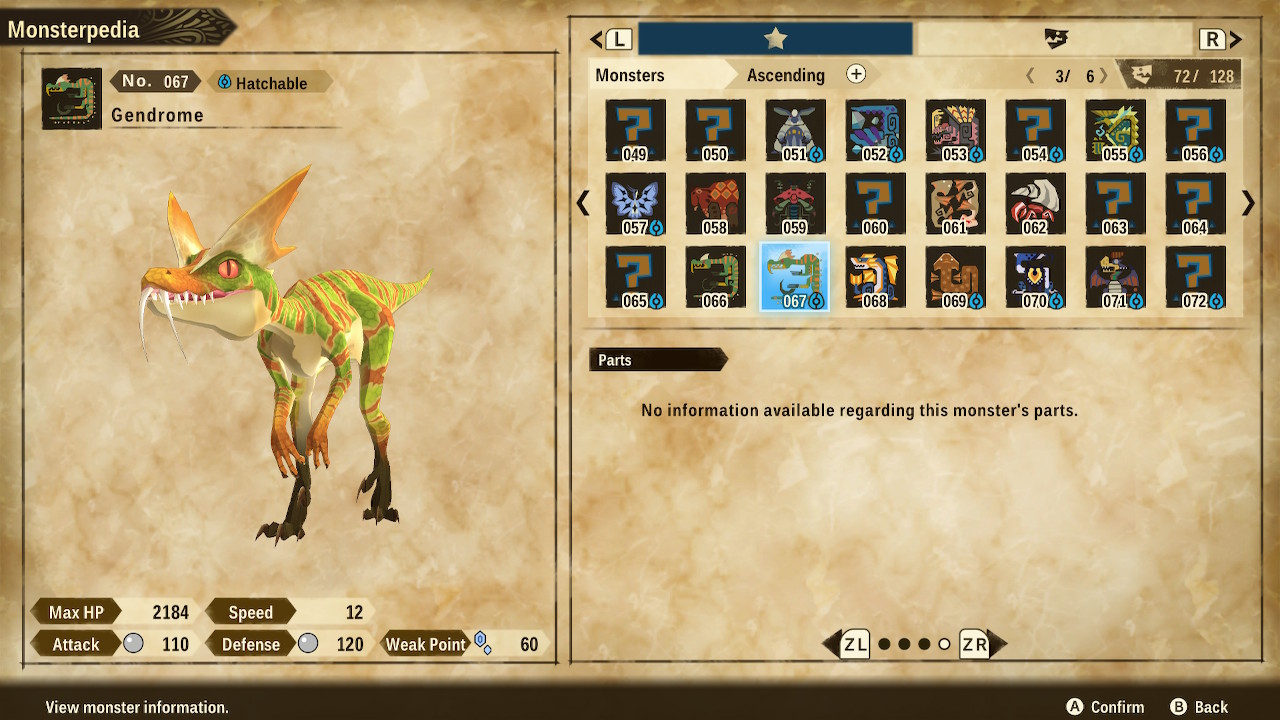 Monsterpedia
No. 067
Hatchable
Gendrome
Max HP 2184
Speed 12
Attack 110
Defense 120
Weak Point 60
L
R
Monsters
Ascending
3/ 6
72/ 128
? 049
? 050
051
052
053
? 054
055
? 056
057
058
059
? 060
061
062
? 063
? 064
? 065
066
067
068
069
070
071
? 072
Parts
No information available regarding this monster's parts.
ZL
ZR
View monster information.
A Confirm
B Back